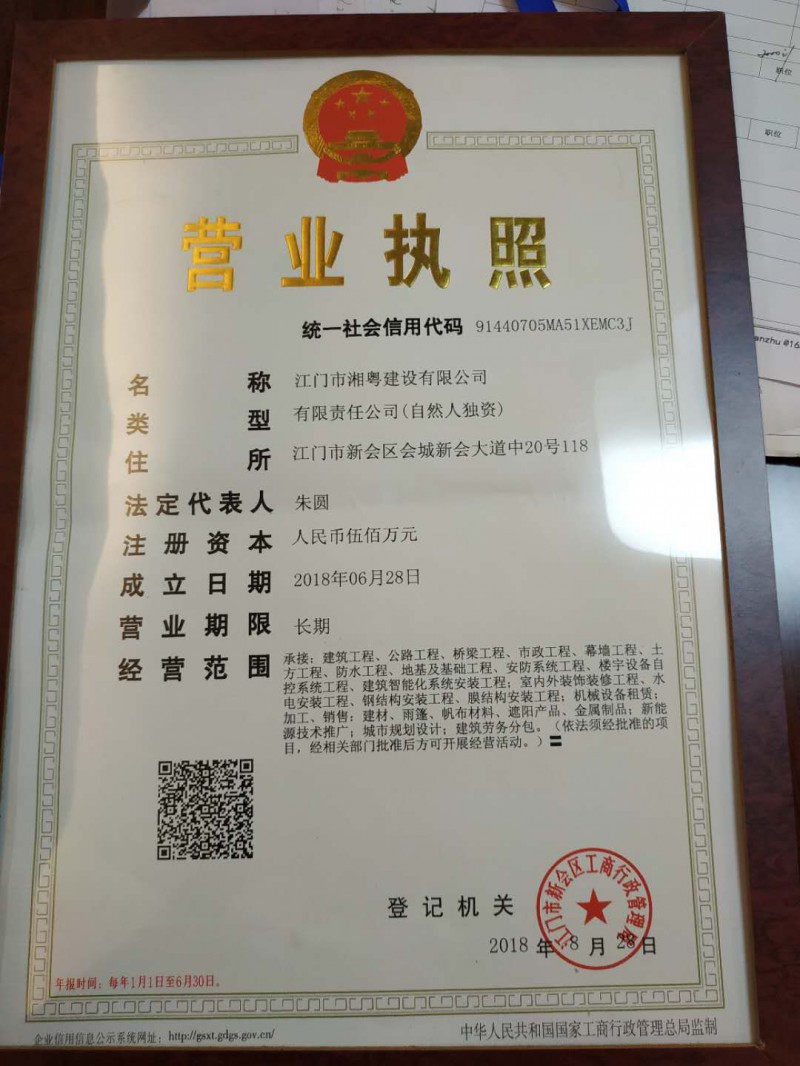 职位
职位
anzhu @16
营业执照
统一社会信用代码 91440705MA51XEMC3J
名称 江门市湘粤建设有限公司
类型 有限责任公司(自然人独资)
住所 江门市新会区会城新会大道中20号118
法定代表人 朱圆
注册资本 人民币伍佰万元
成立日期 2018年06月28日
营业期限 长期
经营范围 承接：建筑工程、公路工程、桥梁工程、市政工程、幕墙工程、土
方工程、防水工程、地基及基础工程、安防系统工程、楼宇设备自
控系统工程、建筑智能化系统安装工程；室内外装饰装修工程、水
电安装工程、钢结构安装工程、膜结构安装工程；机械设备租赁；
加工、销售：建材、雨篷、帆布材料、遮阳产品、金属制品；新能
源技术推广；城市规划设计；建筑劳务分包。（依法须经批准的项
目，经相关部门批准后方可开展经营活动。）〓
登记机关
江门市新会区工商行政管理局
2018 年 8 月 28 日
年报时间：每年1月1日至6月30日。
企业信用信息公示系统网址：http://gsxt.gdgs.gov.cn/
中华人民共和国国家工商行政管理总局监制